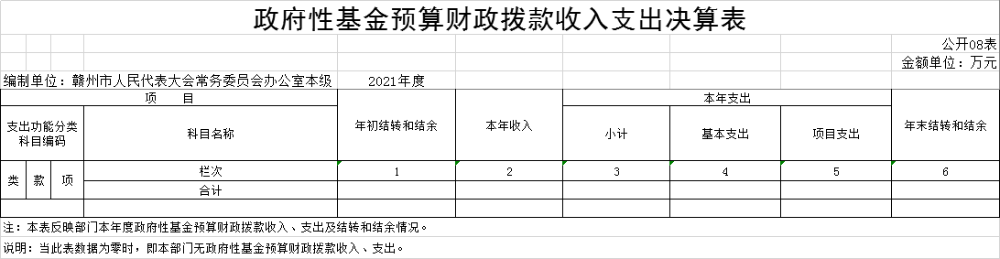 政府性基金预算财政拨款收入支出决算表
公开08表
金额单位：万元
编制单位：赣州市人民代表大会常务委员会办公室本级 2021年度
项 目 年初结转和结余 本年收入 本年支出 年末结转和结余
支出功能分类
科目编码
科目名称 小计 基本支出 项目支出
类 款 项 栏次 1 2 3 4 5 6
合计
注：本表反映部门本年度政府性基金预算财政拨款收入、支出及结转和结余情况。
说明：当此表数据为零时，即本部门无政府性基金预算财政拨款收入、支出。